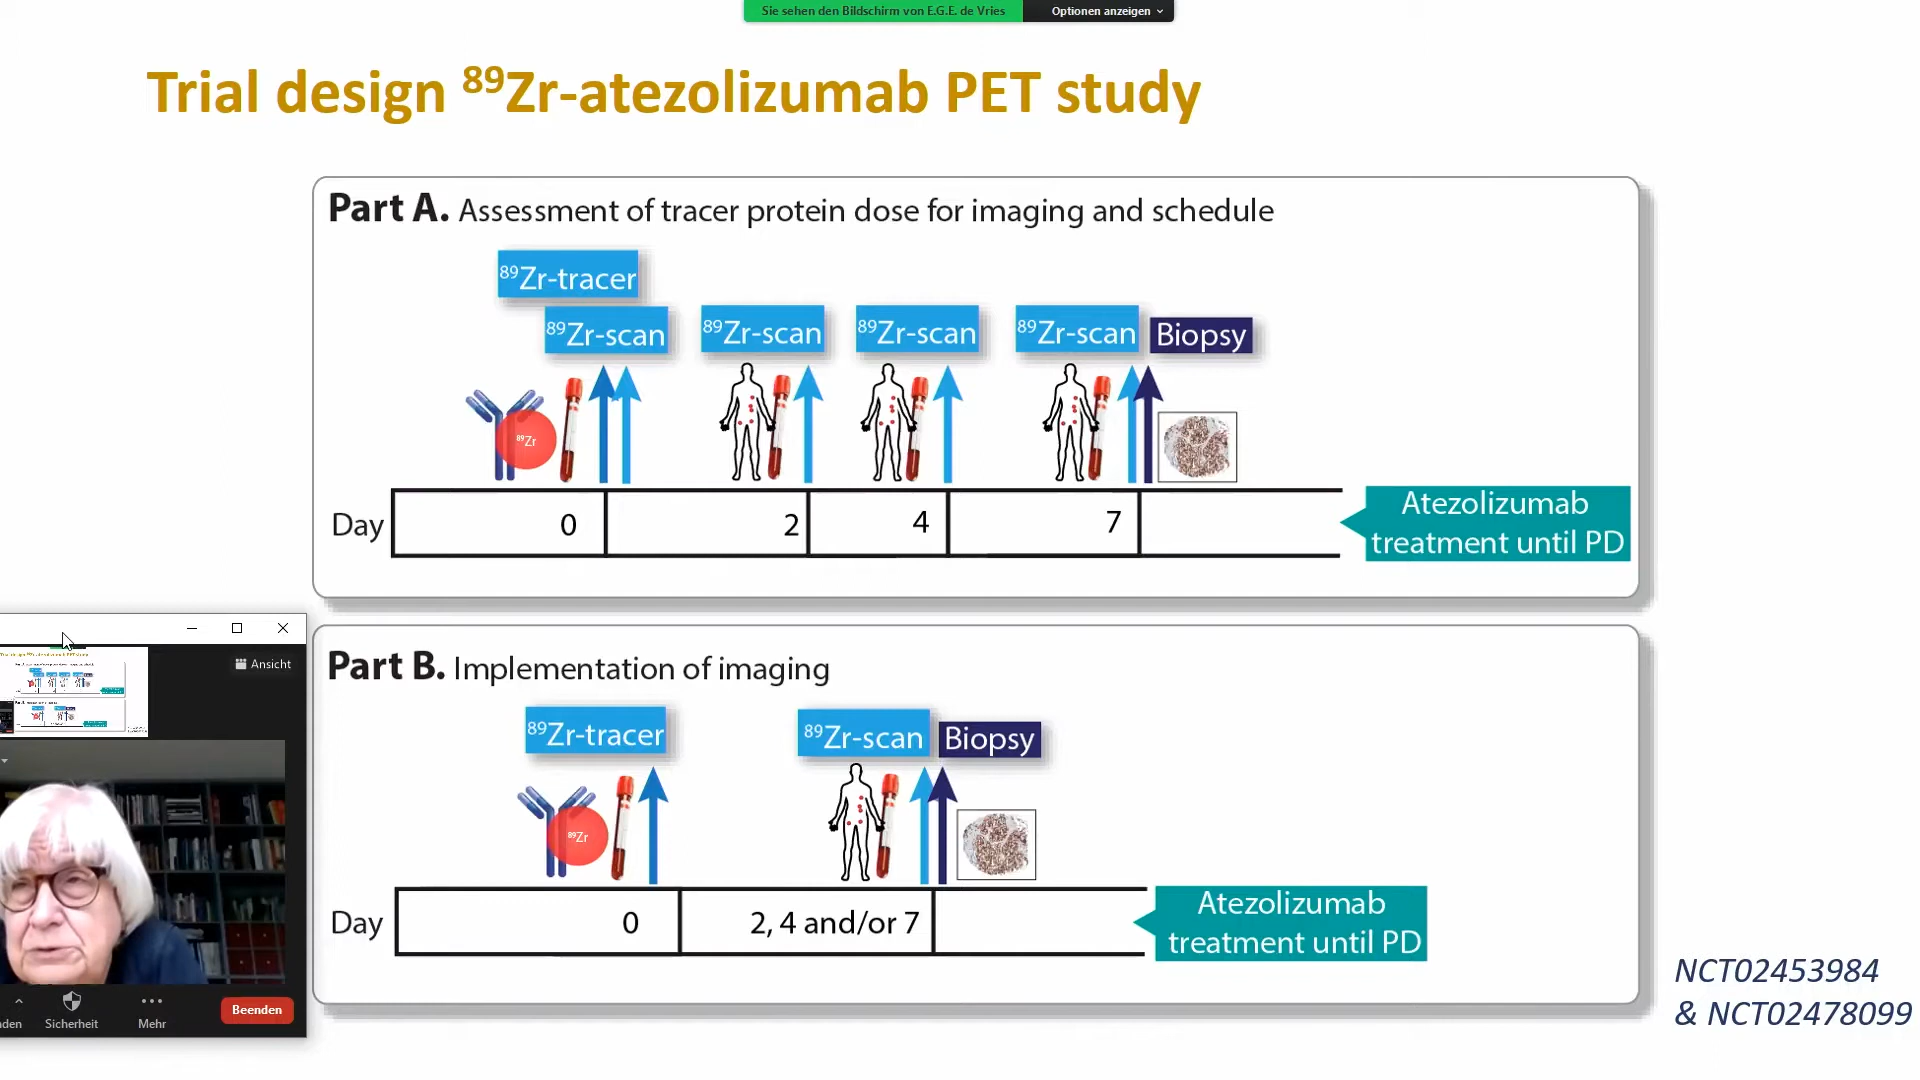 Sie sehen den Bildschirm von E.G.E. de Vries
Optionen anzeigen
Trial design ⁸⁹Zr-atezolizumab PET study
Part A. Assessment of tracer protein dose for imaging and schedule
⁸⁹Zr-tracer
⁸⁹Zr-scan
⁸⁹Zr-scan
⁸⁹Zr-scan
⁸⁹Zr-scan
Biopsy
⁸⁹Zr
Day
0
2
4
7
Atezolizumab
treatment until PD
Part B. Implementation of imaging
⁸⁹Zr-tracer
⁸⁹Zr-scan
Biopsy
⁸⁹Zr
Day
0
2, 4 and/or 7
Atezolizumab
treatment until PD
NCT02453984
& NCT02478099
Ansicht
Sicherheit
Mehr
Beenden